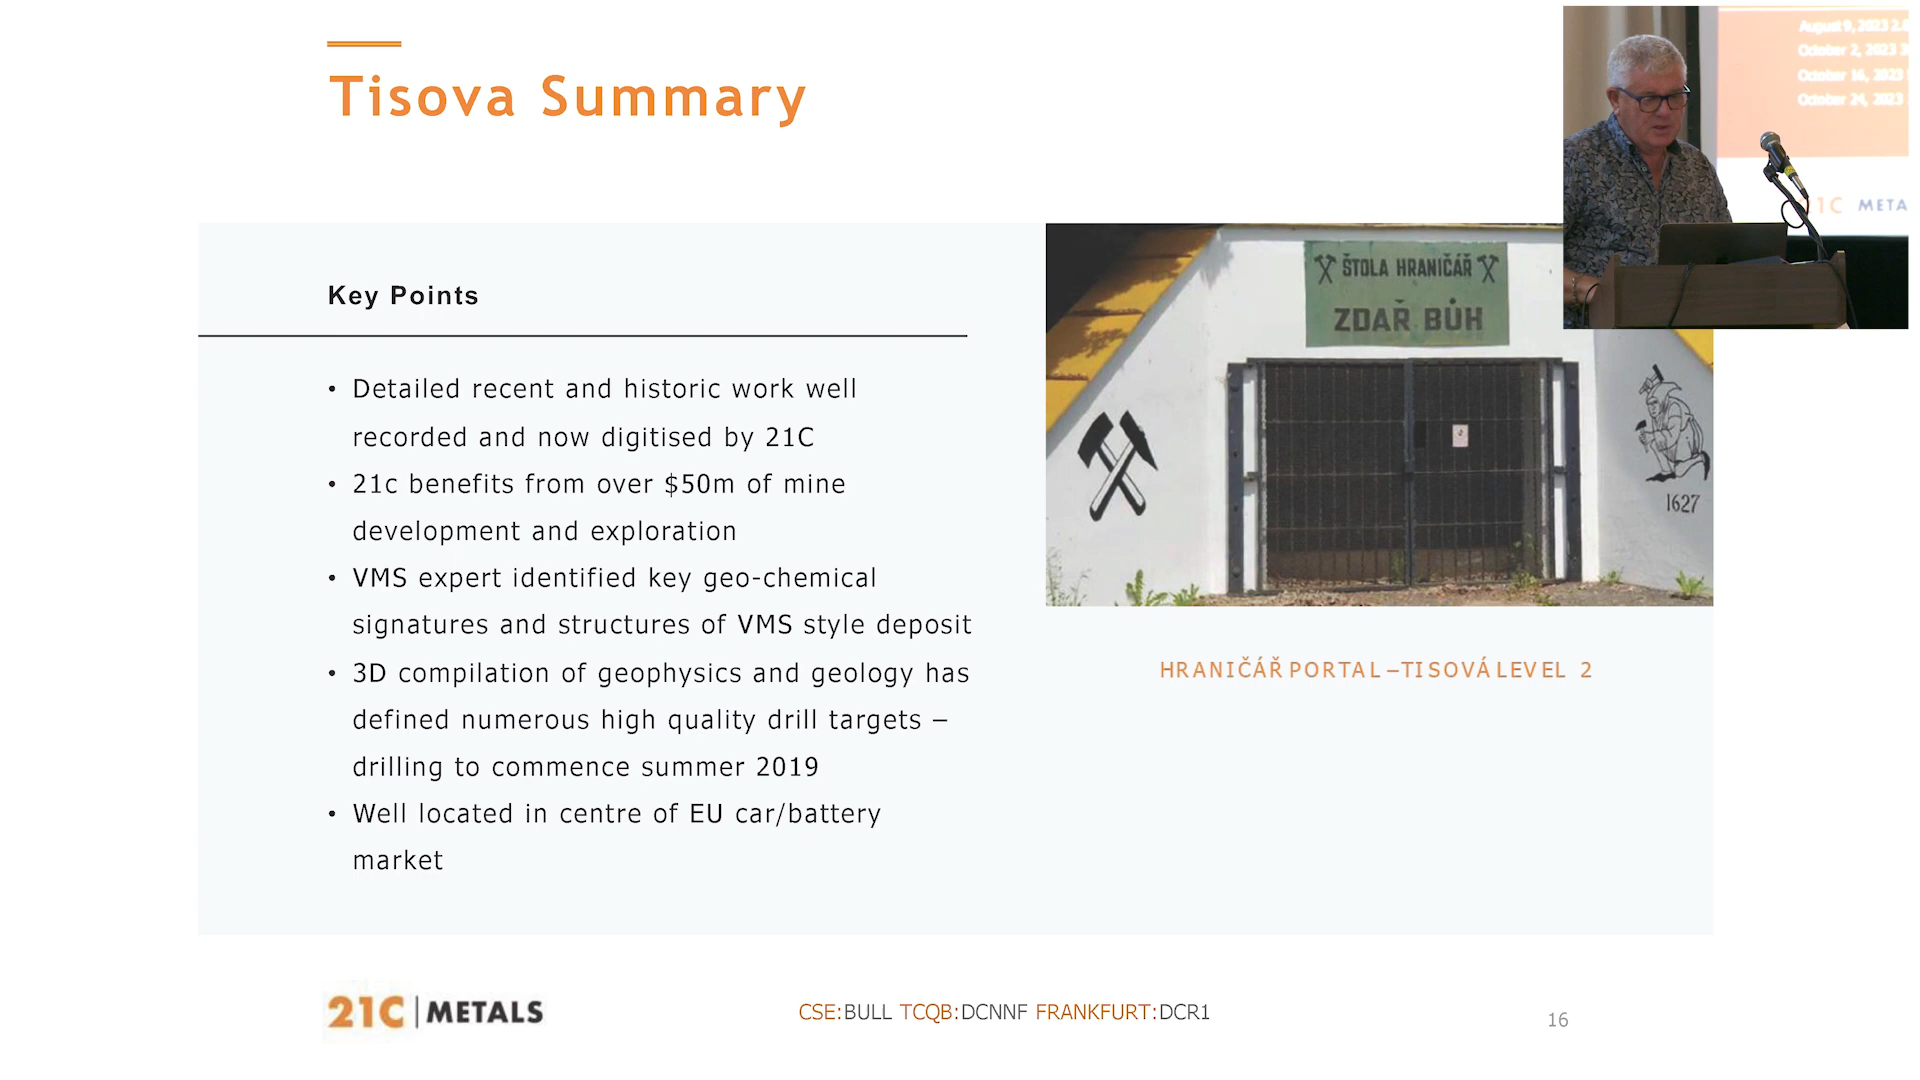 Tisova Summary
Key Points
• Detailed recent and historic work well
recorded and now digitised by 21C
• 21c benefits from over $50m of mine
development and exploration
• VMS expert identified key geo-chemical
signatures and structures of VMS style deposit
• 3D compilation of geophysics and geology has
defined numerous high quality drill targets –
drilling to commence summer 2019
• Well located in centre of EU car/battery
market
ŠTOLA HRANIČÁŘ
ZDAŘ BŮH
1627
HRANIČÁŘ PORTAL –TISOVÁ LEVEL 2
August 9, 2023
October 2, 2023
October 16, 2023
October 24, 2023
21C METALS
CSE:BULL TCQB:DCNNF FRANKFURT:DCR1
16